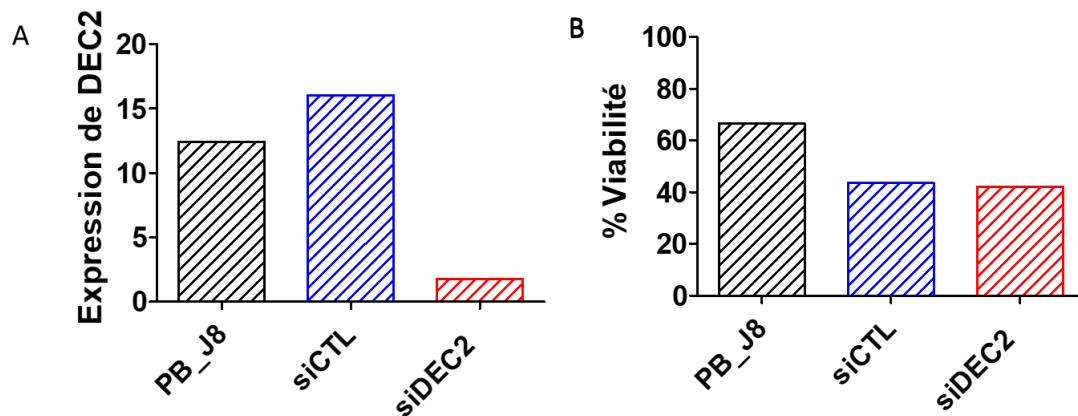 A
Expression de DEC2
20
15
10
5
0
PB_J8
siCTL
siDEC2
B
% Viabilité
100
80
60
40
20
0
PB_J8
siCTL
siDEC2